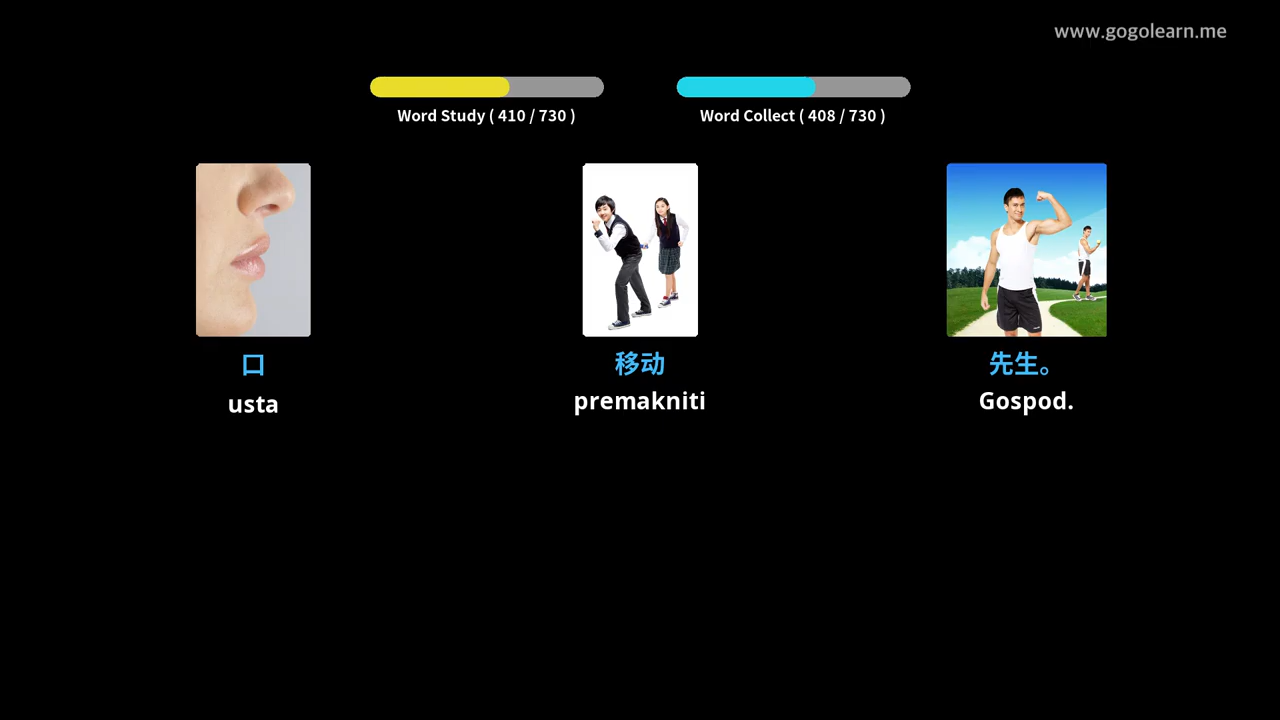 www.gogolearn.me
Word Study ( 410 / 730 )
Word Collect ( 408 / 730 )
口
移动
先生。
usta
premakniti
Gospod.